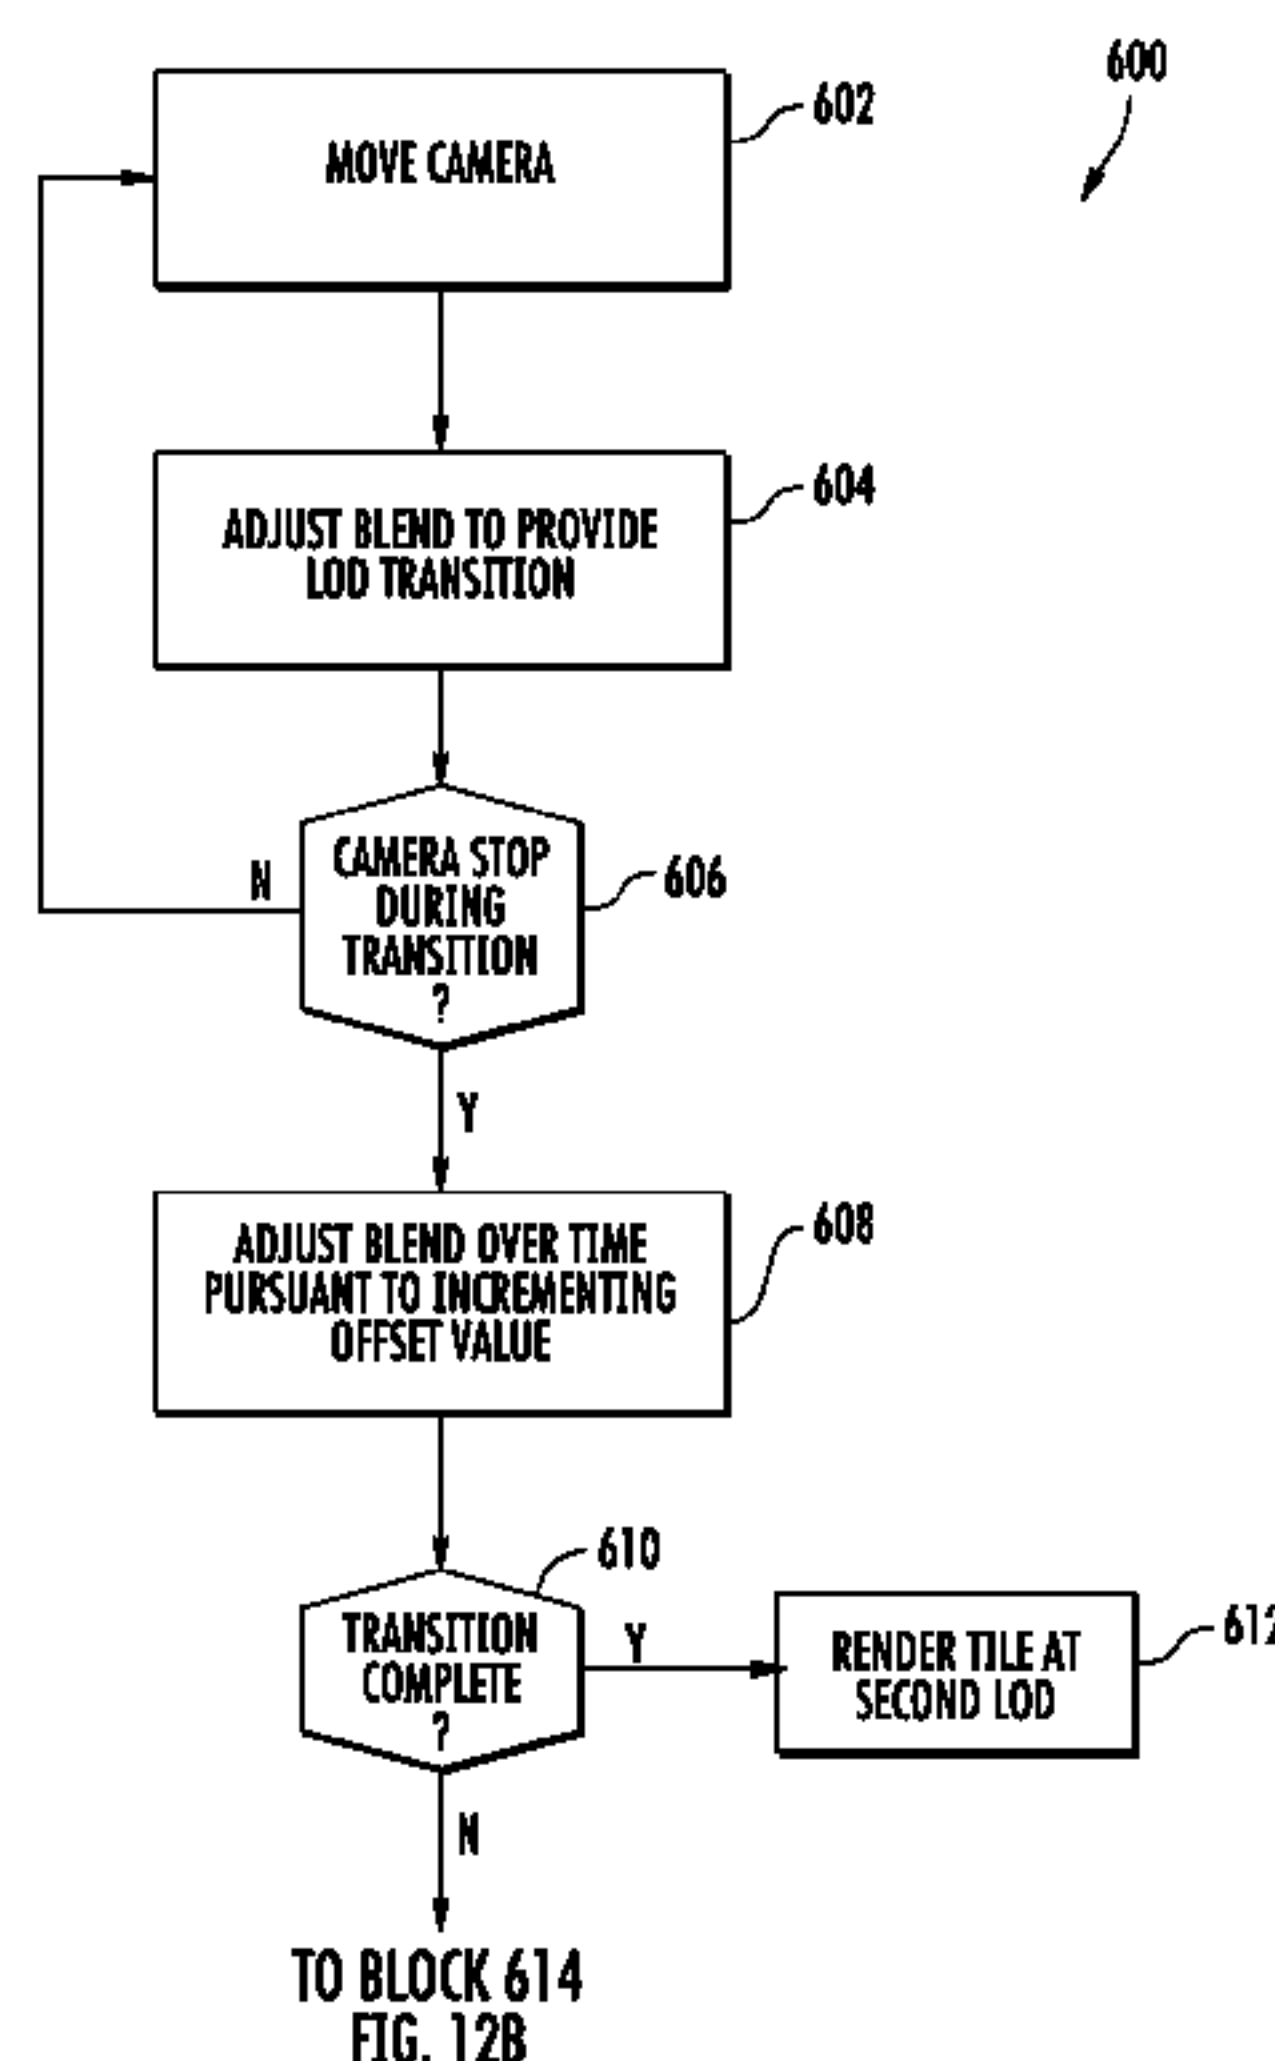 600
602
MOVE CAMERA
604
ADJUST BLEND TO PROVIDE
LOD TRANSITION
CAMERA STOP
DURING
TRANSITION
?
606
N
Y
608
ADJUST BLEND OVER TIME
PURSUANT TO INCREMENTING
OFFSET VALUE
610
TRANSITION
COMPLETE
?
Y
RENDER TILE AT
SECOND LOD
612
N
TO BLOCK 614
FIG. 12B